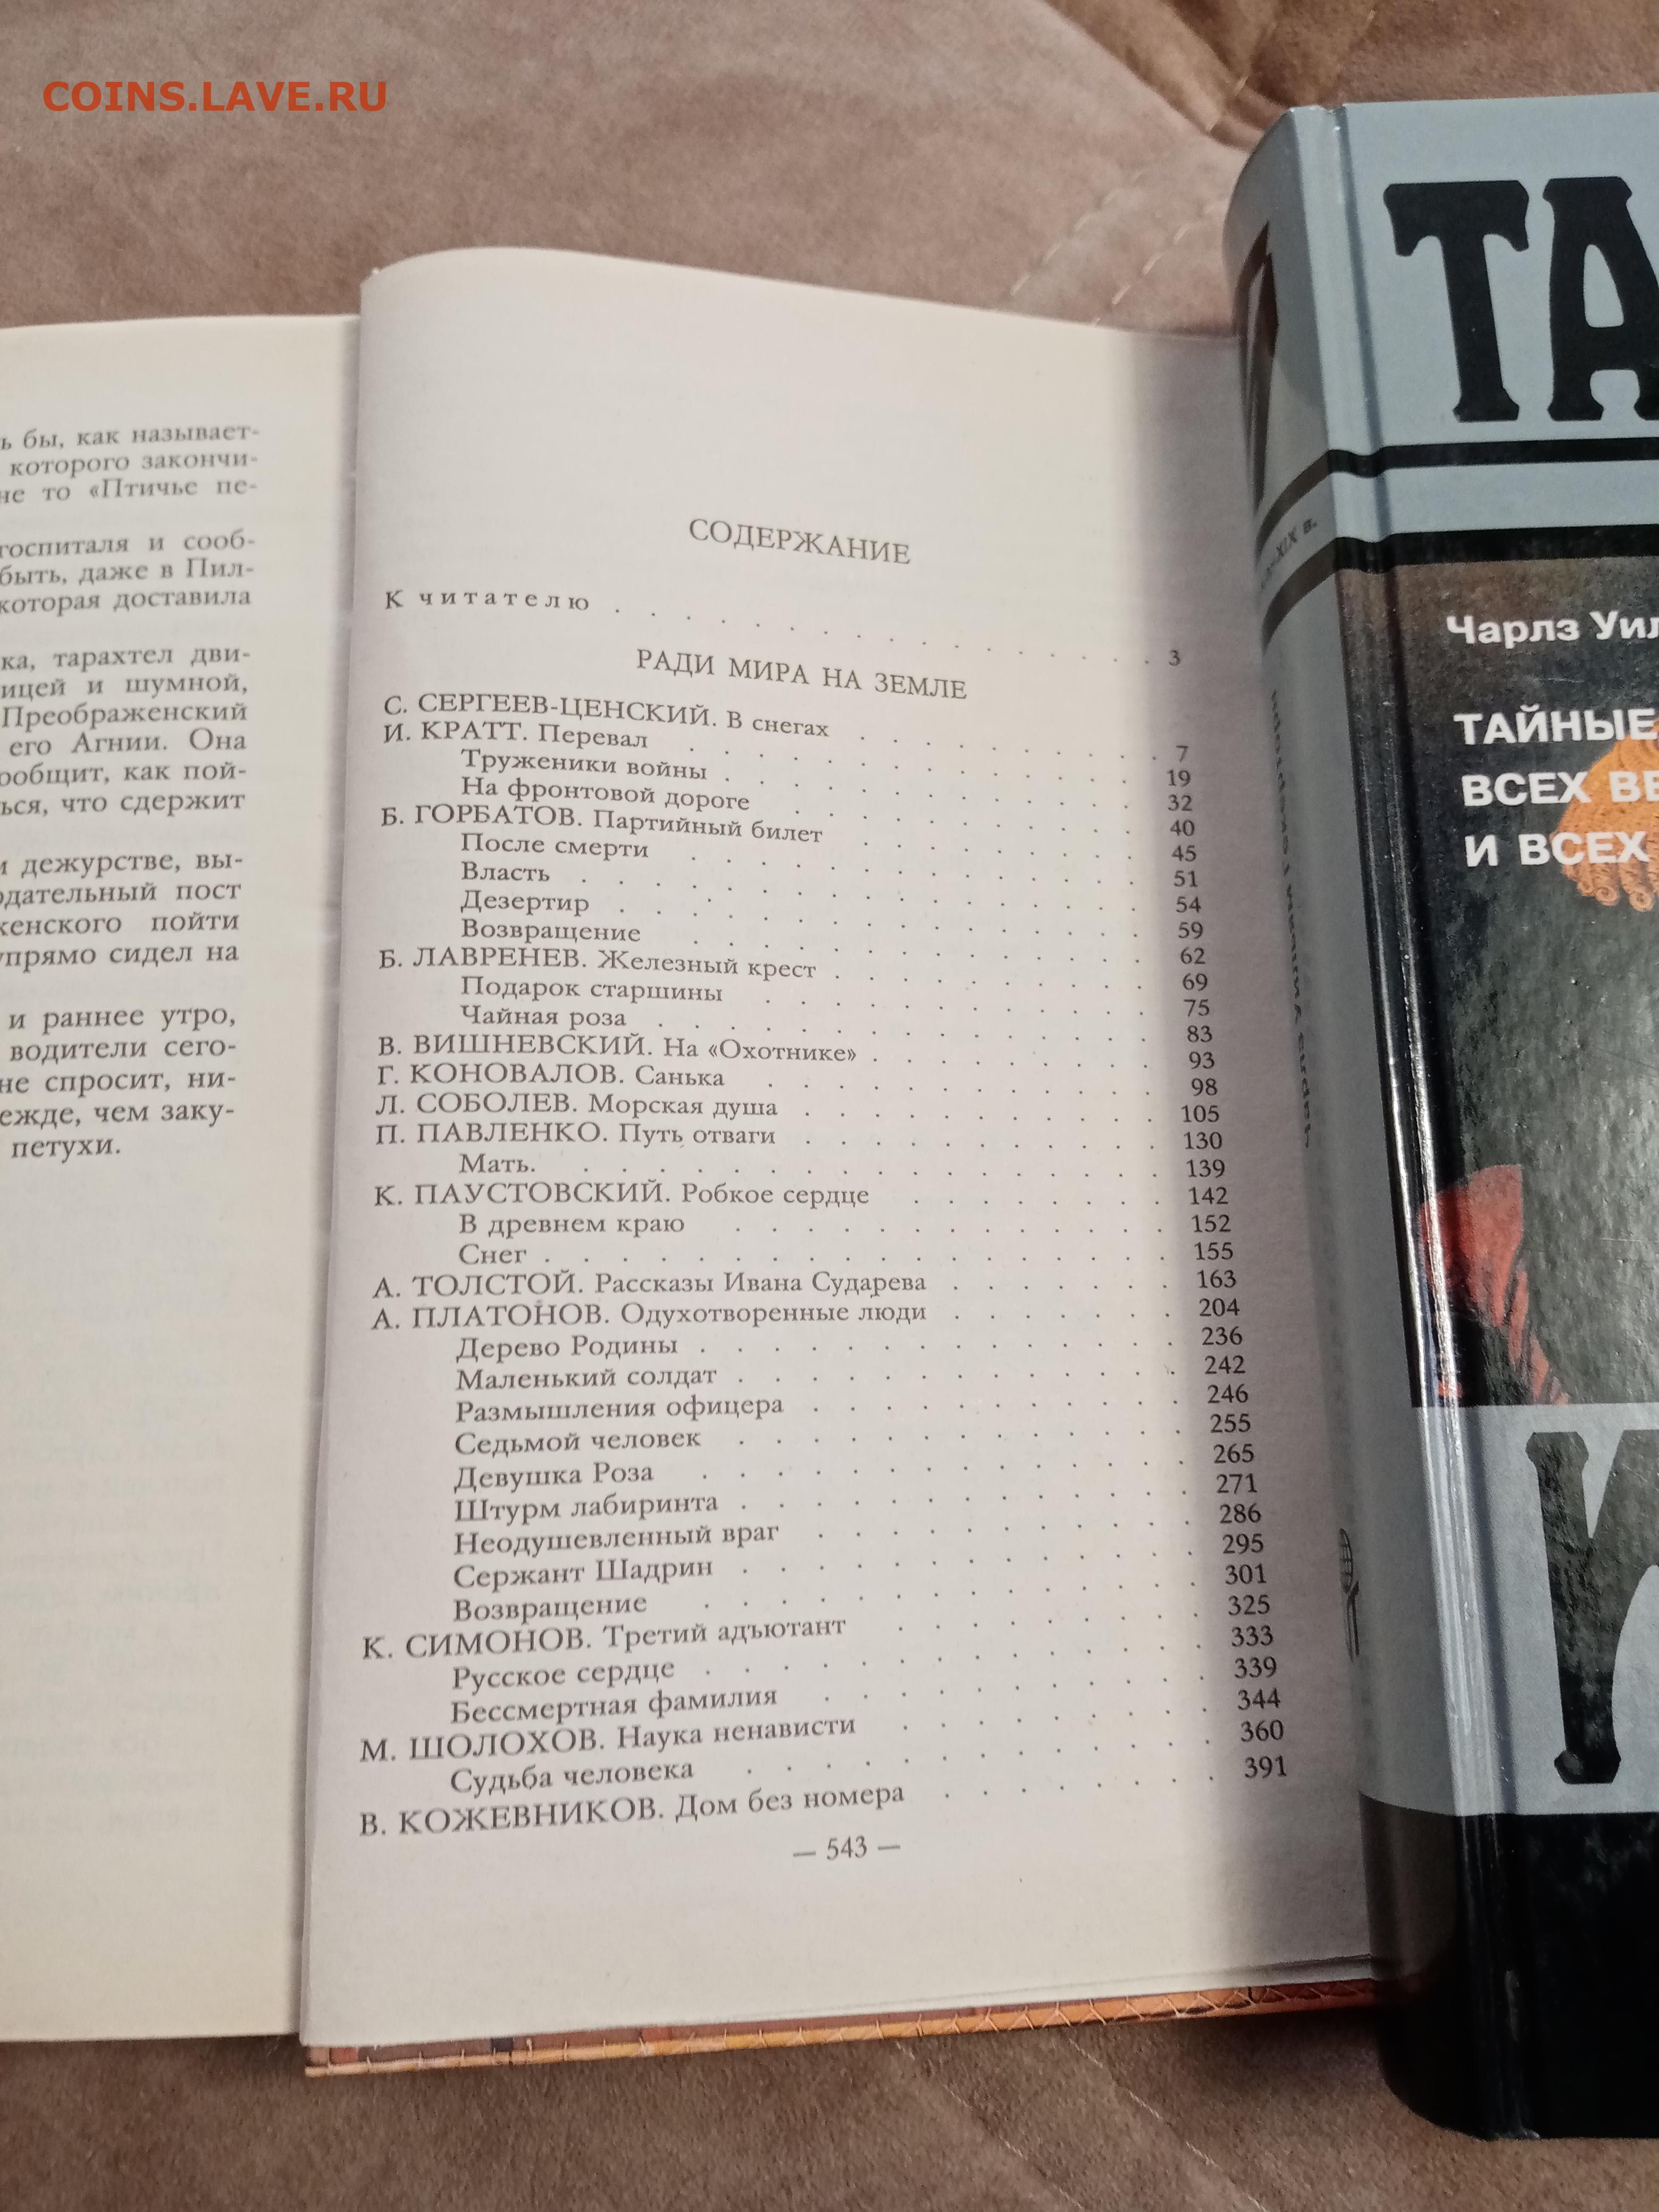 COINS.LAVE.RU
ь бы, как называет-
которого закончи-
не то «Птичье пе-
госпиталя и сооб-
быть, даже в Пил-
которая доставила
ка, тарахтел дви-
ицей и шумной,
Преображенский
его Агнии. Она
ообщит, как пой-
ься, что сдержит
и дежурстве, вы-
одательный пост
женского пойти
упрямо сидел на
и раннее утро,
водители сего-
не спросит, ни-
ежде, чем заку-
петухи.
СОДЕРЖАНИЕ
К читателю . . . . . . . . . . . 3
РАДИ МИРА НА ЗЕМЛЕ
С. СЕРГЕЕВ-ЦЕНСКИЙ. В снегах . . . . . . . 7
И. КРАТТ. Перевал . . . . . . . . . . 19
Труженики войны . . . . . . . . . . 32
На фронтовой дороге . . . . . . . . 40
Б. ГОРБАТОВ. Партийный билет . . . . . . . 45
После смерти . . . . . . . . . . 51
Власть . . . . . . . . . . . . 54
Дезертир . . . . . . . . . . . 59
Возвращение . . . . . . . . . . 62
Б. ЛАВРЕНЕВ. Железный крест . . . . . . . 69
Подарок старшины . . . . . . . . . 75
Чайная роза . . . . . . . . . . 83
В. ВИШНЕВСКИЙ. На «Охотнике» . . . . . . . 93
Г. КОНОВАЛОВ. Санька . . . . . . . . . 98
Л. СОБОЛЕВ. Морская душа . . . . . . . . 105
П. ПАВЛЕНКО. Путь отваги . . . . . . . . 130
Мать. . . . . . . . . . . . . 139
К. ПАУСТОВСКИЙ. Робкое сердце . . . . . . 142
В древнем краю . . . . . . . . . . 152
Снег . . . . . . . . . . . . . 155
А. ТОЛСТОЙ. Рассказы Ивана Сударева . . . . . 163
А. ПЛАТОНОВ. Одухотворенные люди . . . . . 204
Дерево Родины . . . . . . . . . . 236
Маленький солдат . . . . . . . . . 242
Размышления офицера . . . . . . . . 246
Седьмой человек . . . . . . . . . . 255
Девушка Роза . . . . . . . . . . 265
Штурм лабиринта . . . . . . . . . . 271
Неодушевленный враг . . . . . . . . 286
Сержант Шадрин . . . . . . . . . . 295
Возвращение . . . . . . . . . . 301
К. СИМОНОВ. Третий адъютант . . . . . . . 325
Русское сердце . . . . . . . . . . 333
Бессмертная фамилия . . . . . . . . 339
М. ШОЛОХОВ. Наука ненависти . . . . . . . 344
Судьба человека . . . . . . . . . . 360
В. КОЖЕВНИКОВ. Дом без номера . . . . . . 391
— 543 —
ТА
XIX в.
Чарлз Уил
ТАЙНЫЕ
ВСЕХ ВЕ
И ВСЕХ